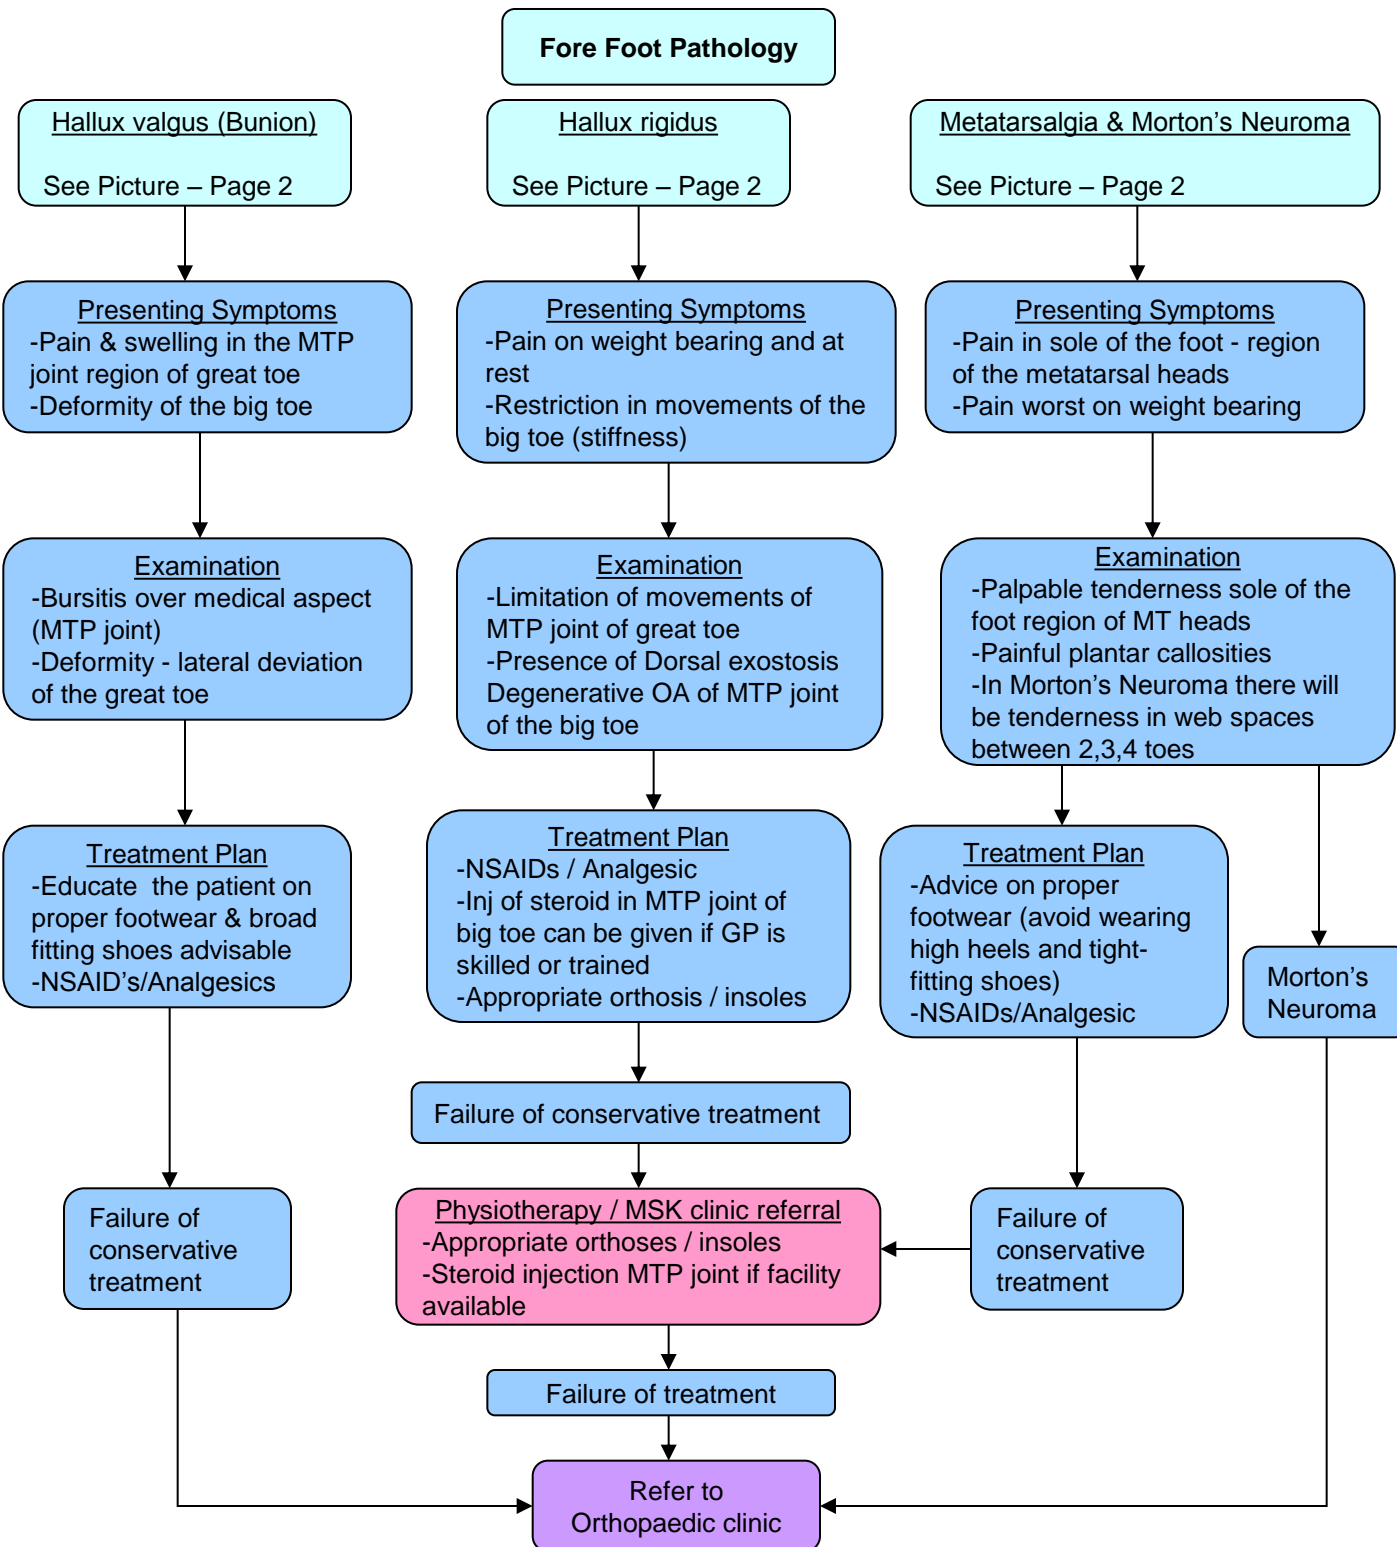 Fore Foot Pathology
Hallux valgus (Bunion)
See Picture – Page 2
Hallux rigidus
See Picture – Page 2
Metatarsalgia & Morton's Neuroma
See Picture – Page 2
Presenting Symptoms
-Pain & swelling in the MTP
joint region of great toe
-Deformity of the big toe
Presenting Symptoms
-Pain on weight bearing and at
rest
-Restriction in movements of the
big toe (stiffness)
Presenting Symptoms
-Pain in sole of the foot - region
of the metatarsal heads
-Pain worst on weight bearing
Examination
-Bursitis over medical aspect
(MTP joint)
-Deformity - lateral deviation
of the great toe
Examination
-Limitation of movements of
MTP joint of great toe
-Presence of Dorsal exostosis
Degenerative OA of MTP joint
of the big toe
Examination
-Palpable tenderness sole of the
foot region of MT heads
-Painful plantar callosities
-In Morton's Neuroma there will
be tenderness in web spaces
between 2,3,4 toes
Treatment Plan
-Educate  the patient on
proper footwear & broad
fitting shoes advisable
-NSAID's/Analgesics
Treatment Plan
-NSAIDs / Analgesic
-Inj of steroid in MTP joint of
big toe can be given if GP is
skilled or trained
-Appropriate orthosis / insoles
Treatment Plan
-Advice on proper
footwear (avoid wearing
high heels and tight-
fitting shoes)
-NSAIDs/Analgesic
Morton's
Neuroma
Failure of conservative treatment
Failure of
conservative
treatment
Physiotherapy / MSK clinic referral
-Appropriate orthoses / insoles
-Steroid injection MTP joint if facility
available
Failure of
conservative
treatment
Failure of treatment
Refer to
Orthopaedic clinic